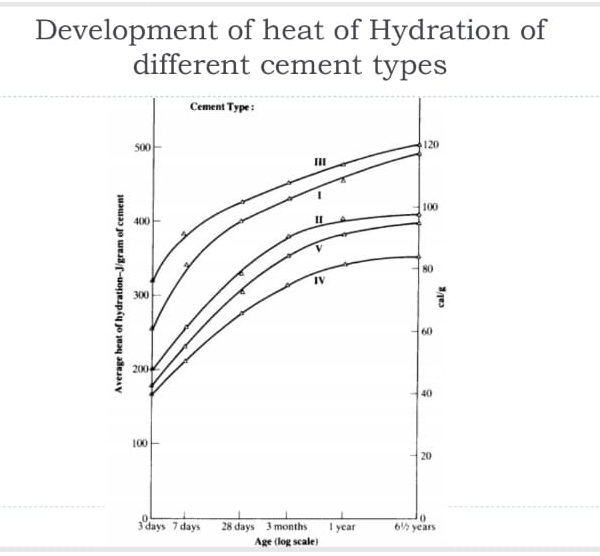 Development of heat of Hydration of
different cement types
Cement Type:
500
400
300
200
100
0
Average heat of hydration–J/gram of cement
III
I
II
V
IV
120
100
80
60
40
20
0
cal/g
3 days 7 days 28 days 3 months 1 year 6½ years
Age (log scale)